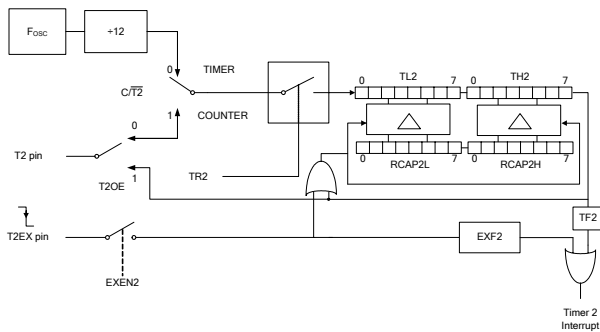 FOSC
÷12
0
TIMER
C/T2
1
COUNTER
0
T2 pin
T2OE
1
TR2
0
TL2
7
0
TH2
7
0
RCAP2L
7
0
RCAP2H
7
TF2
T2EX pin
EXEN2
EXF2
Timer 2
Interrupt